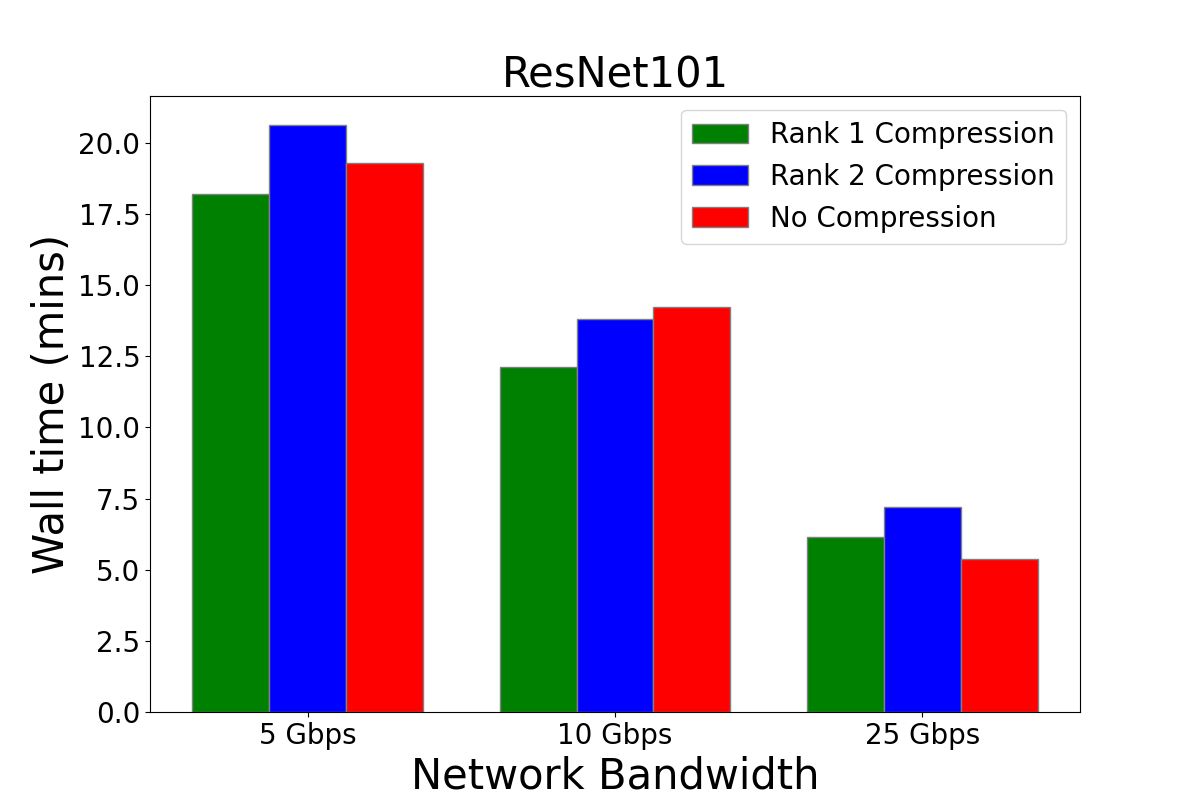 ResNet101
Rank 1 Compression
Rank 2 Compression
No Compression
Wall time (mins)
20.0
17.5
15.0
12.5
10.0
7.5
5.0
2.5
0.0
5 Gbps 10 Gbps 25 Gbps
Network Bandwidth